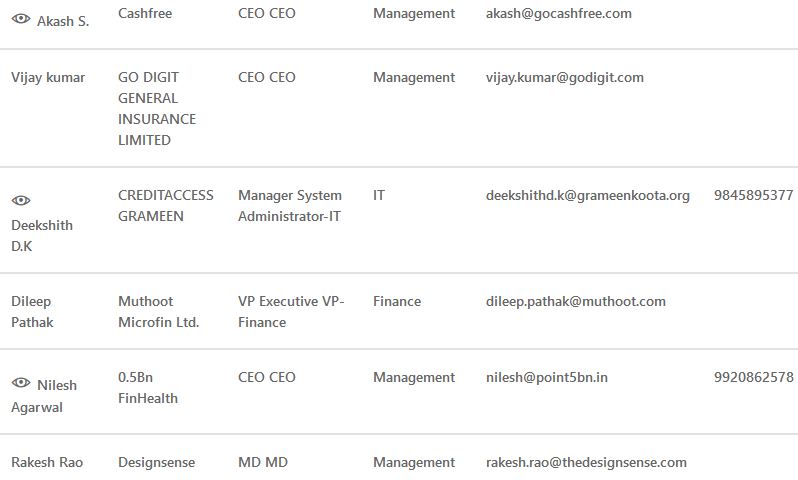 Akash S. Cashfree CEO CEO Management akash@gocashfree.com
Vijay kumar GO DIGIT CEO CEO Management vijay.kumar@godigit.com
GENERAL
INSURANCE
LIMITED
CREDITACCESS Manager System IT deekshithd.k@grameenkoota.org 9845895377
Deekshith GRAMEEN Administrator-IT
D.K
Dileep Muthoot VP Executive VP- Finance dileep.pathak@muthoot.com
Pathak Microfin Ltd. Finance
Nilesh 0.5Bn CEO CEO Management nilesh@point5bn.in 9920862578
Agarwal FinHealth
Rakesh Rao Designsense MD MD Management rakesh.rao@thedesignsense.com